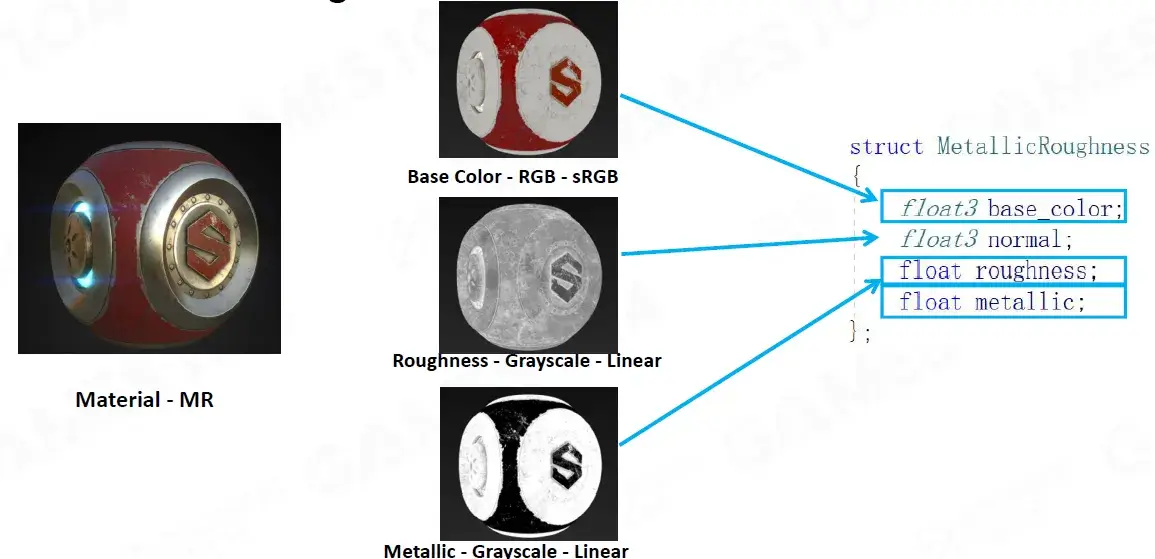 Base Color - RGB - sRGB
Roughness - Grayscale - Linear
Metallic - Grayscale - Linear
Material - MR
struct MetallicRoughness
{
float3 base_color;
float3 normal;
float roughness;
float metallic;
};